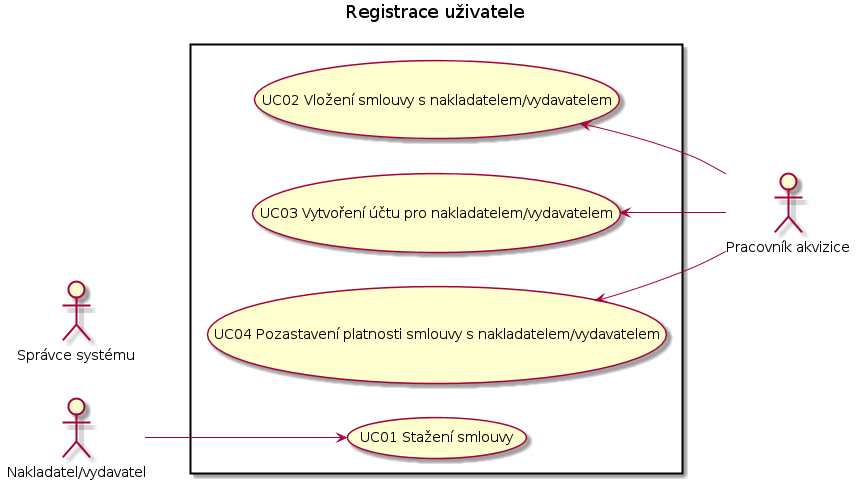 Registrace uživatele
UC02 Vložení smlouvy s nakladatelem/vydavatelem
UC03 Vytvoření účtu pro nakladatelem/vydavatelem
Pracovník akvizice
UC04 Pozastavení platnosti smlouvy s nakladatelem/vydavatelem
Správce systému
UC01 Stažení smlouvy
Nakladatel/vydavatel